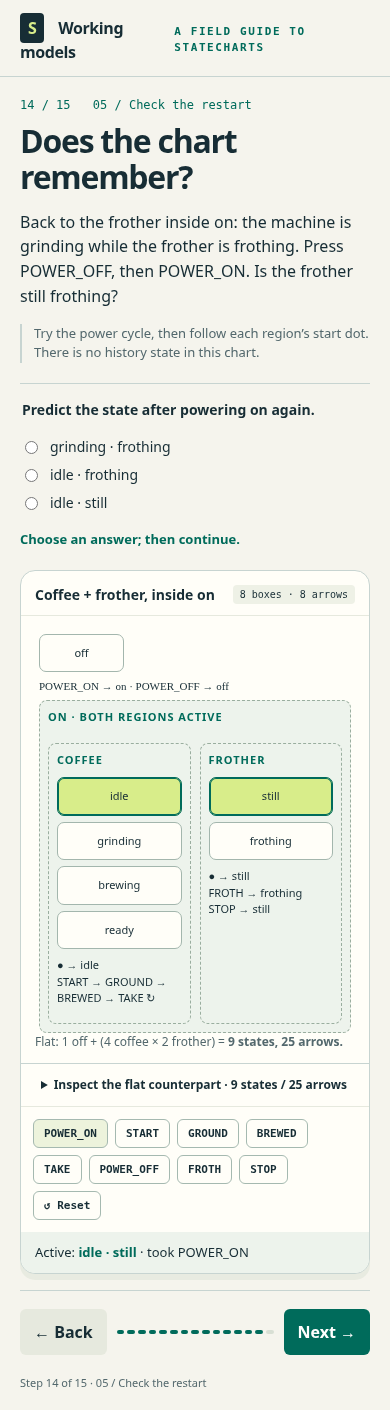 S Working models
A FIELD GUIDE TO
STATECHARTS
14 / 15 05 / Check the restart
Does the chart
remember?
Back to the frother inside on: the machine is
grinding while the frother is frothing. Press
POWER_OFF, then POWER_ON. Is the frother
still frothing?
Try the power cycle, then follow each region’s start dot.
There is no history state in this chart.
Predict the state after powering on again.
grinding · frothing
idle · frothing
idle · still
Choose an answer; then continue.
Coffee + frother, inside on
8 boxes · 8 arrows
off
POWER_ON → on · POWER_OFF → off
ON · BOTH REGIONS ACTIVE
COFFEE
idle
grinding
brewing
ready
● → idle
START → GROUND →
BREWED → TAKE ↻
FROTHER
still
frothing
● → still
FROTH → frothing
STOP → still
Flat: 1 off + (4 coffee × 2 frother) = 9 states, 25 arrows.
▶ Inspect the flat counterpart · 9 states / 25 arrows
POWER_ON START GROUND BREWED
TAKE POWER_OFF FROTH STOP
↺ Reset
Active: idle · still · took POWER_ON
← Back
Next →
Step 14 of 15 · 05 / Check the restart